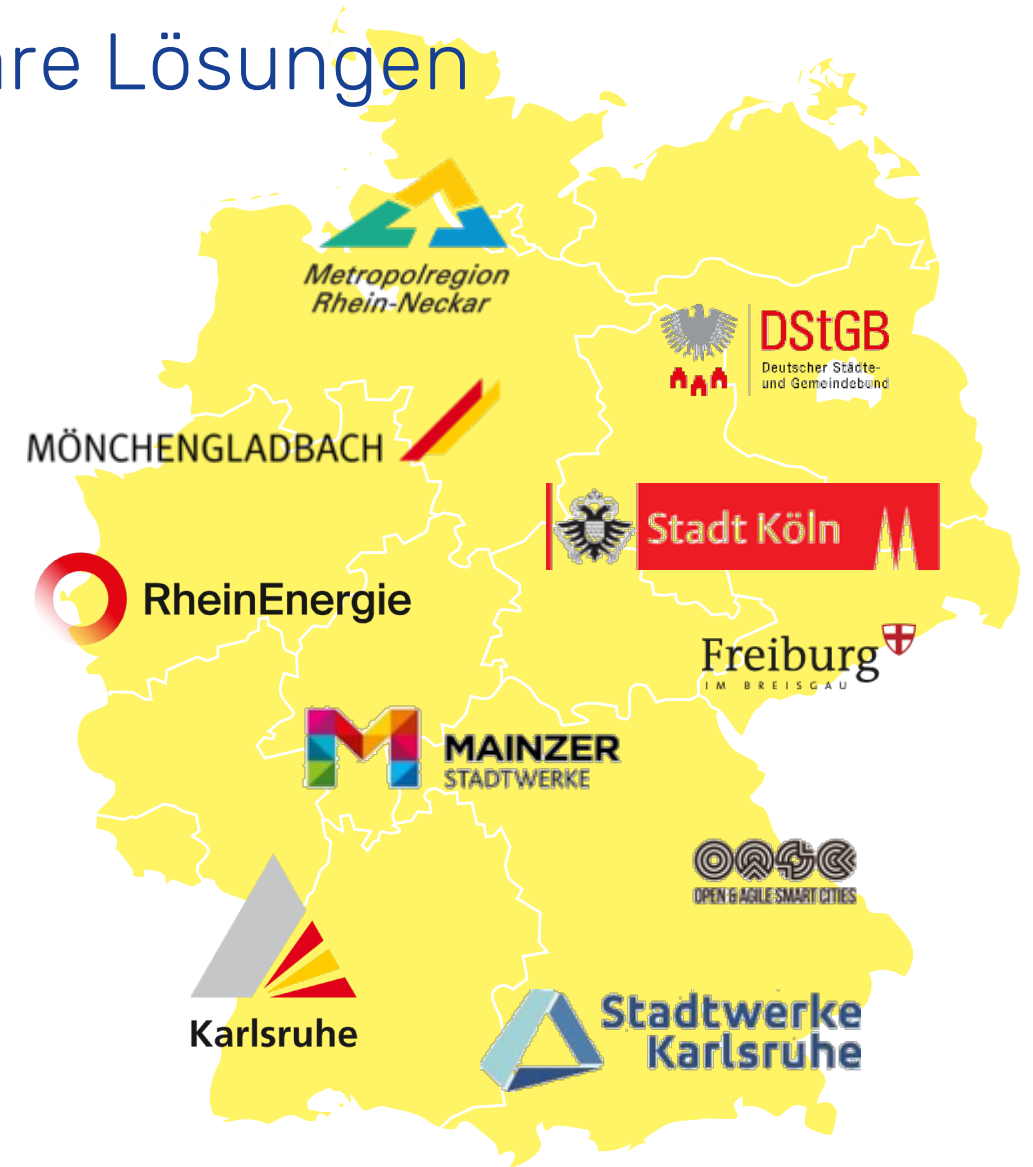 re Lösungen
Metropolregion
Rhein-Neckar
DStGB
Deutscher Städte-
und Gemeindebund
MÖNCHENGLADBACH
Stadt Köln
RheinEnergie
Freiburg
IM BREISGAU
MAINZER
STADTWERKE
OPEN & AGILE SMART CITIES
Karlsruhe
Stadtwerke
Karlsruhe